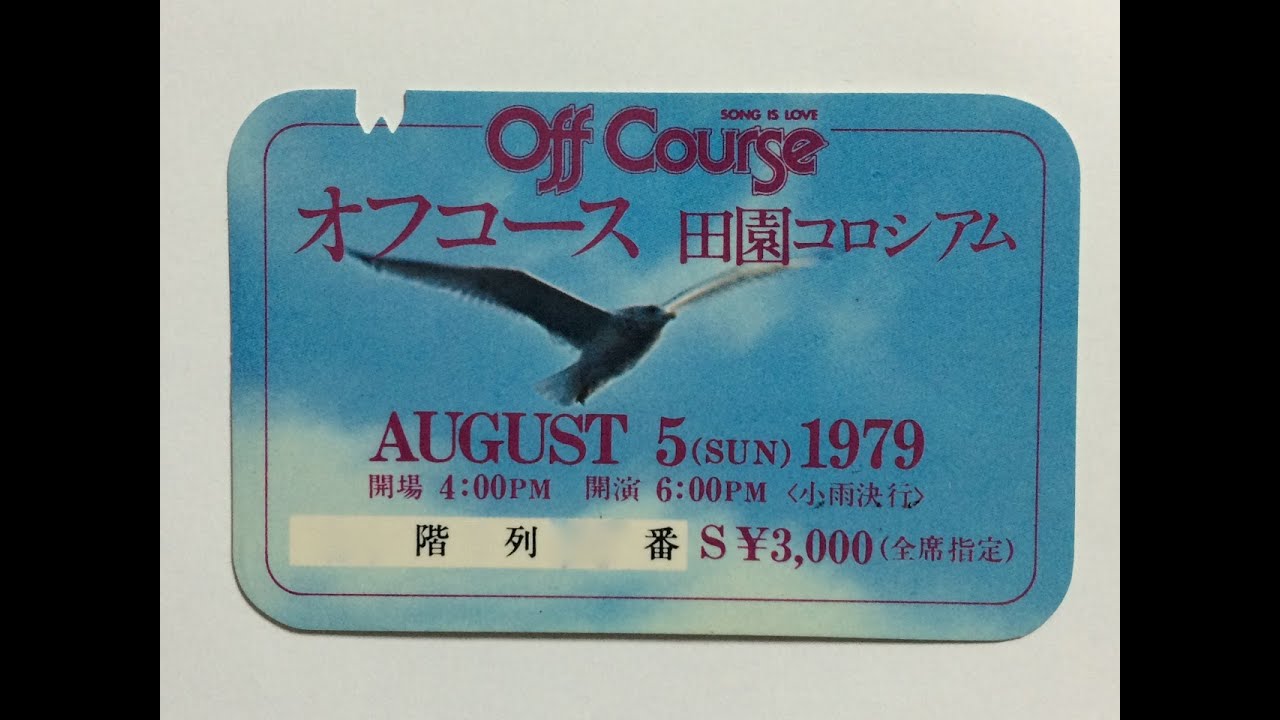 SONG IS LOVE
Off Course
オフコース 田園コロシアム
AUGUST 5(SUN) 1979
開場 4:00PM 開演 6:00PM 〈小雨決行〉
階 列 番 S ¥3,000(全席指定)